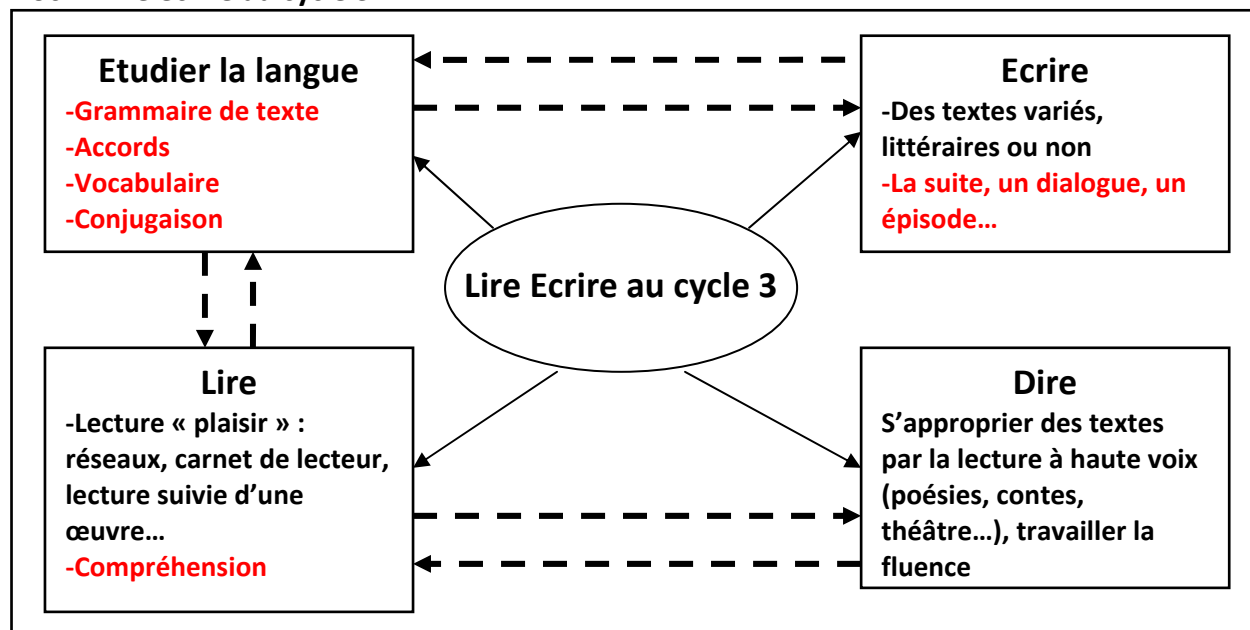 Etudier la langue
-Grammaire de texte
-Accords
-Vocabulaire
-Conjugaison
Ecrire
-Des textes variés,
littéraires ou non
-La suite, un dialogue, un
épisode…
Lire Ecrire au cycle 3
Lire
-Lecture « plaisir » :
réseaux, carnet de lecteur,
lecture suivie d’une
œuvre…
-Compréhension
Dire
S’approprier des textes
par la lecture à haute voix
(poésies, contes,
théâtre…), travailler la
fluence